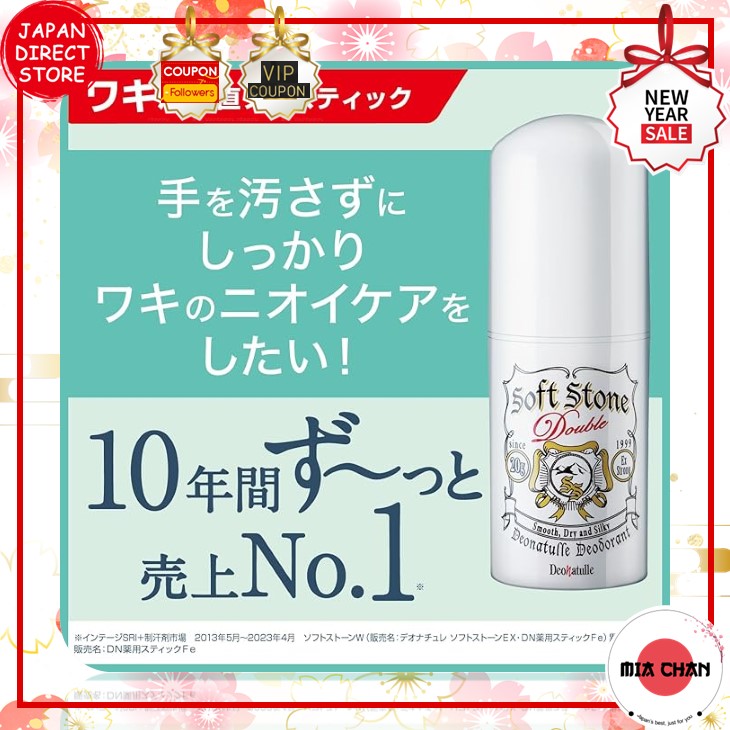 JAPAN
DIRECT
STORE
COUPON
Followers
VIP
COUPON
NEW
YEAR
SALE
ワキ
スティック
手を汚さずに
しっかり
ワキのニオイケアを
したい!
10年間ず〜っと
売上No.1※
Soft Stone
Double
since
1999
20g
Ex
Strong
Smooth, Dry and Silky
Deonatulle Deodorant
Deonatulle
※インテージSRI+制汗剤市場 2013年5月〜2023年4月 ソフトストーンW(販売名:デオナチュレ ソフトストーンEX・DN薬用スティックFe)
販売名:DN薬用スティックFe
MIA CHAN
Japan's best, just for you